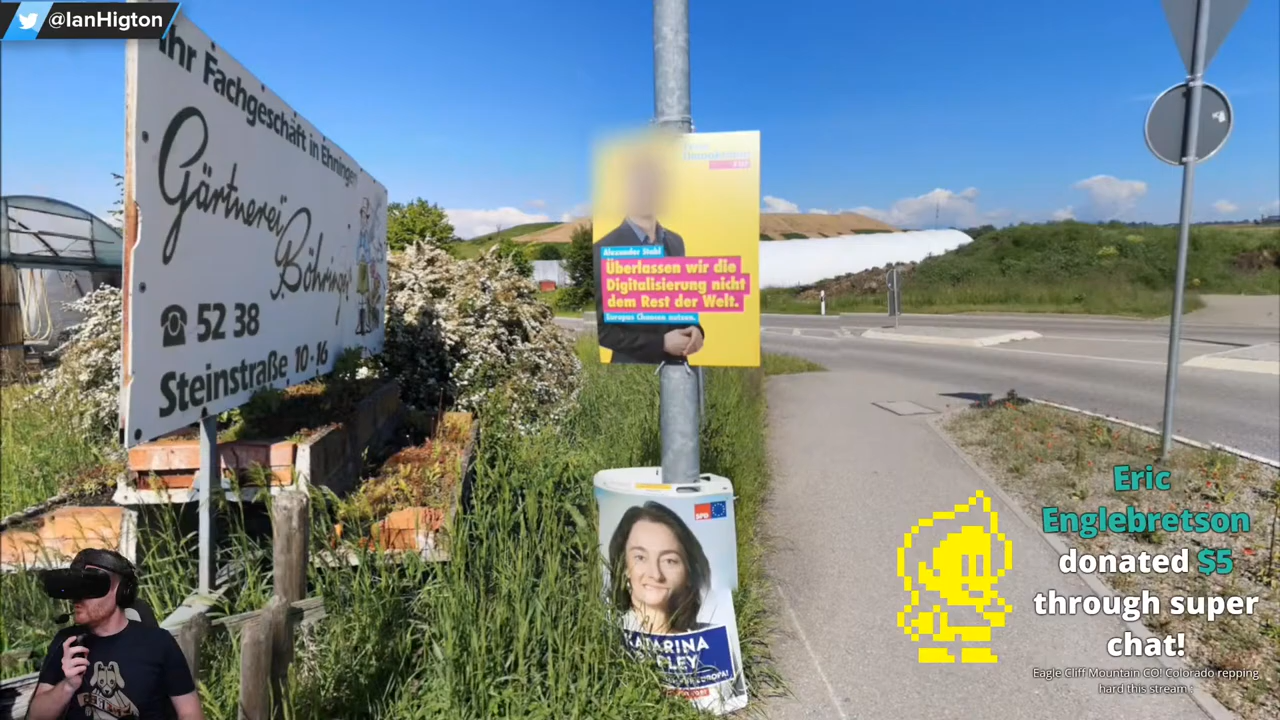 @IanHigton
Ihr Fachgeschäft in Ehningen
Gärtnerei
Böhringer
52 38
Steinstraße 10-16
Alexander Stahl
Überlassen wir die
Digitalisierung nicht
dem Rest der Welt.
Europas Chancen nutzen.
SPD
KATARINA
Eric
Englebretson
donated $5
through super
chat!
Eagle Cliff Mountain CO! Colorado repping
hard this stream :